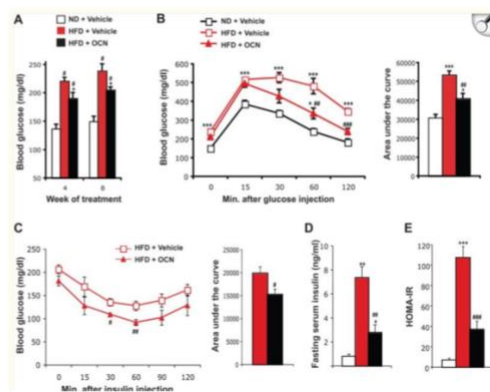 A
ND + Vehicle
HFD + Vehicle
HFD + OCN
Blood glucose (mg/dl)
200
150
100
50
4
8
Week of treatment
B
ND + Vehicle
HFD + Vehicle
HFD + OCN
Blood glucose (mg/dl)
600
500
400
300
200
100
0
15
30
60
120
Min. after glucose injection
Area under the curve
60000
50000
40000
30000
20000
10000
0
C
HFD + Vehicle
HFD + OCN
Blood glucose (mg/dl)
250
200
150
100
50
0
0
15
30
60
90
120
Min. after insulin injection
Area under the curve
25000
20000
15000
10000
5000
0
D
Fasting serum insulin (ng/ml)
10
8
6
4
2
0
E
HOMA-IR
120
100
80
60
40
20
0